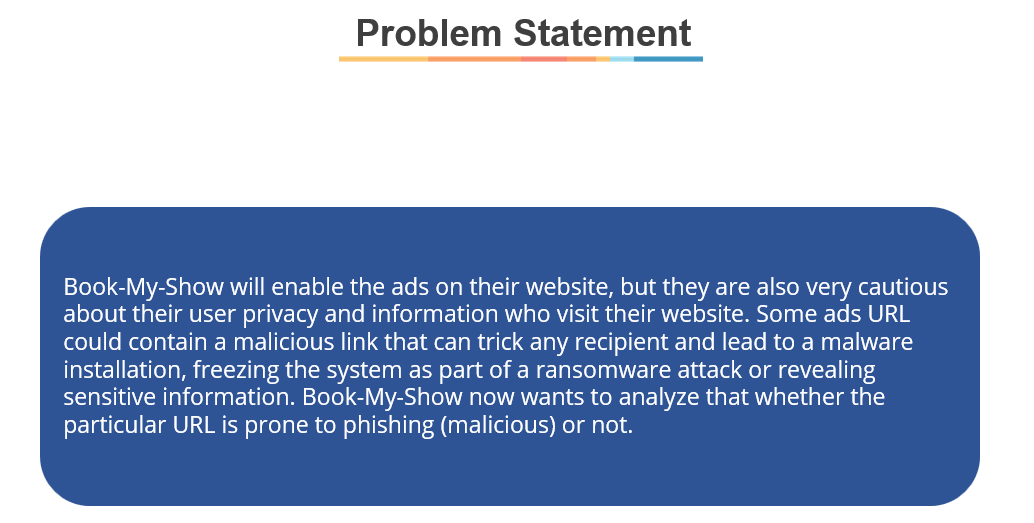 Problem Statement
Book-My-Show will enable the ads on their website, but they are also very cautious
about their user privacy and information who visit their website. Some ads URL
could contain a malicious link that can trick any recipient and lead to a malware
installation, freezing the system as part of a ransomware attack or revealing
sensitive information. Book-My-Show now wants to analyze that whether the
particular URL is prone to phishing (malicious) or not.